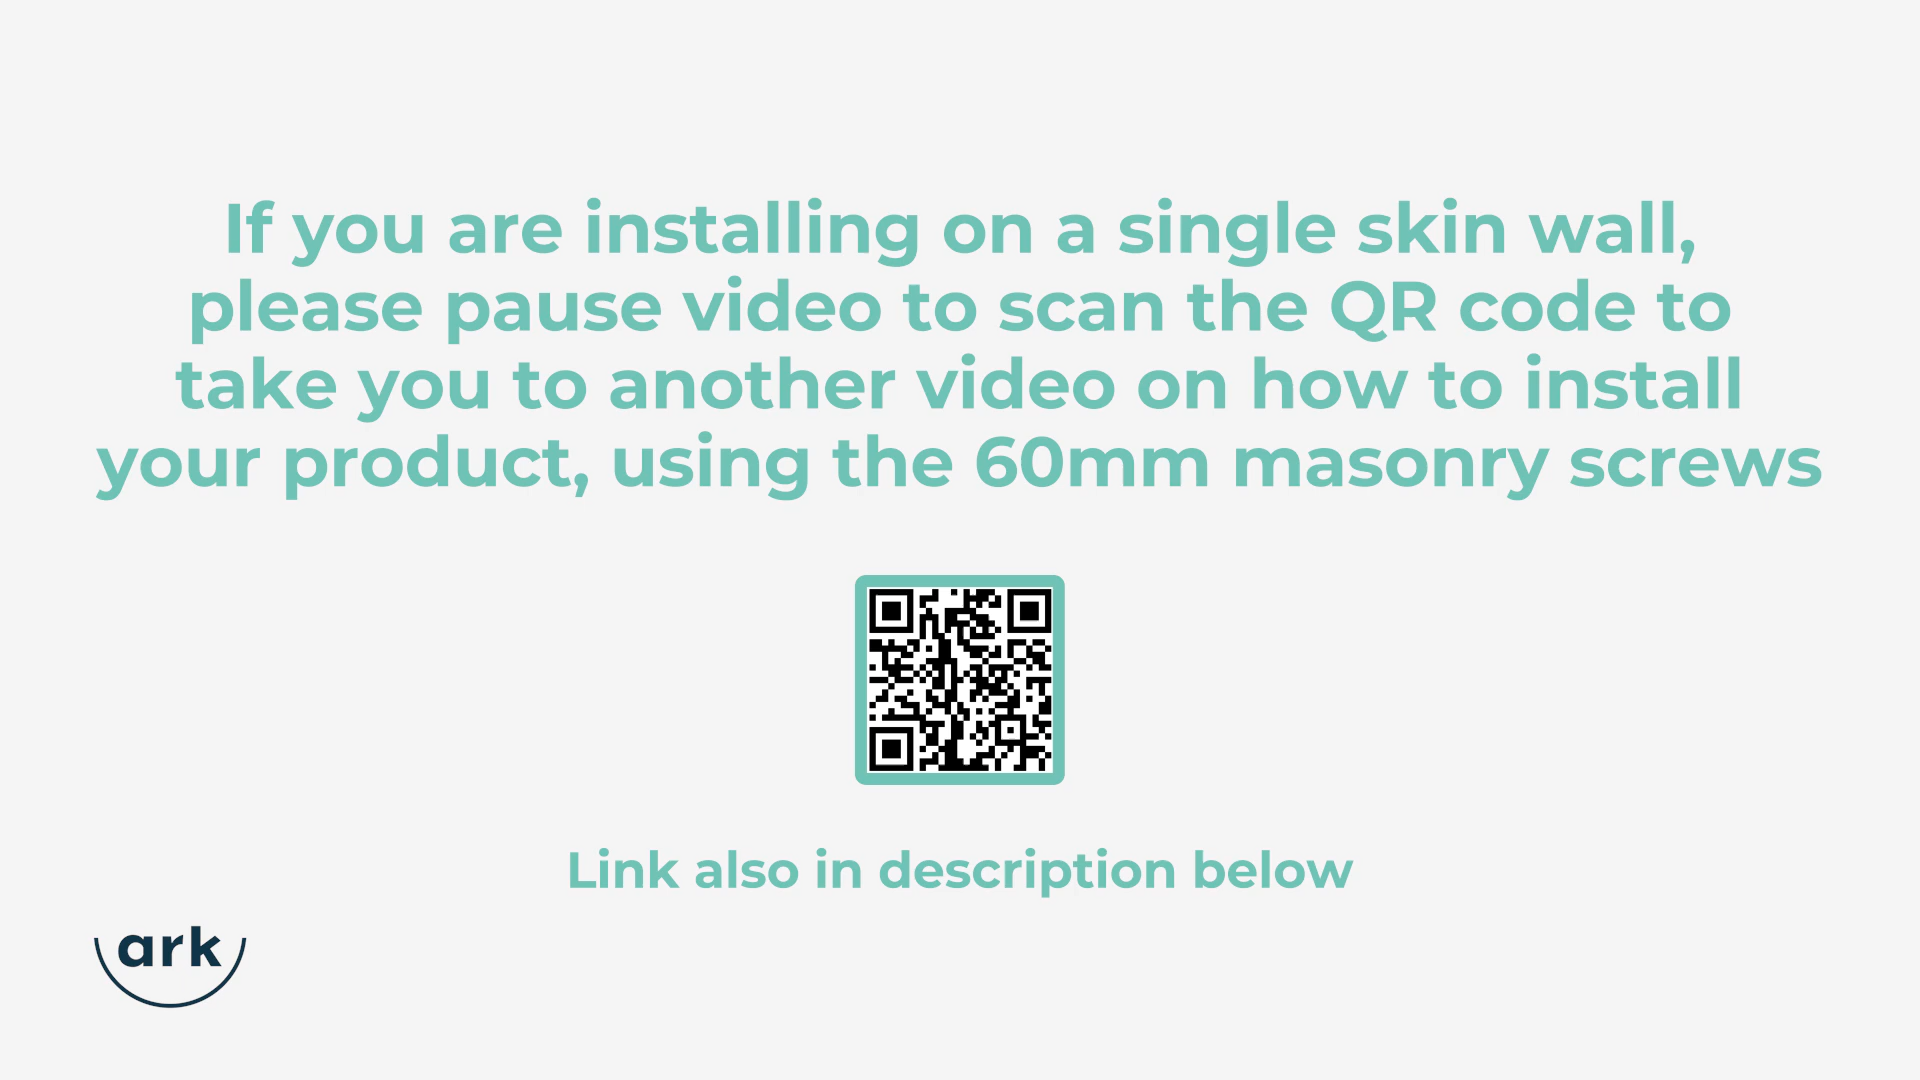 If you are installing on a single skin wall,
please pause video to scan the QR code to
take you to another video on how to install
your product, using the 60mm masonry screws
Link also in description below
ark